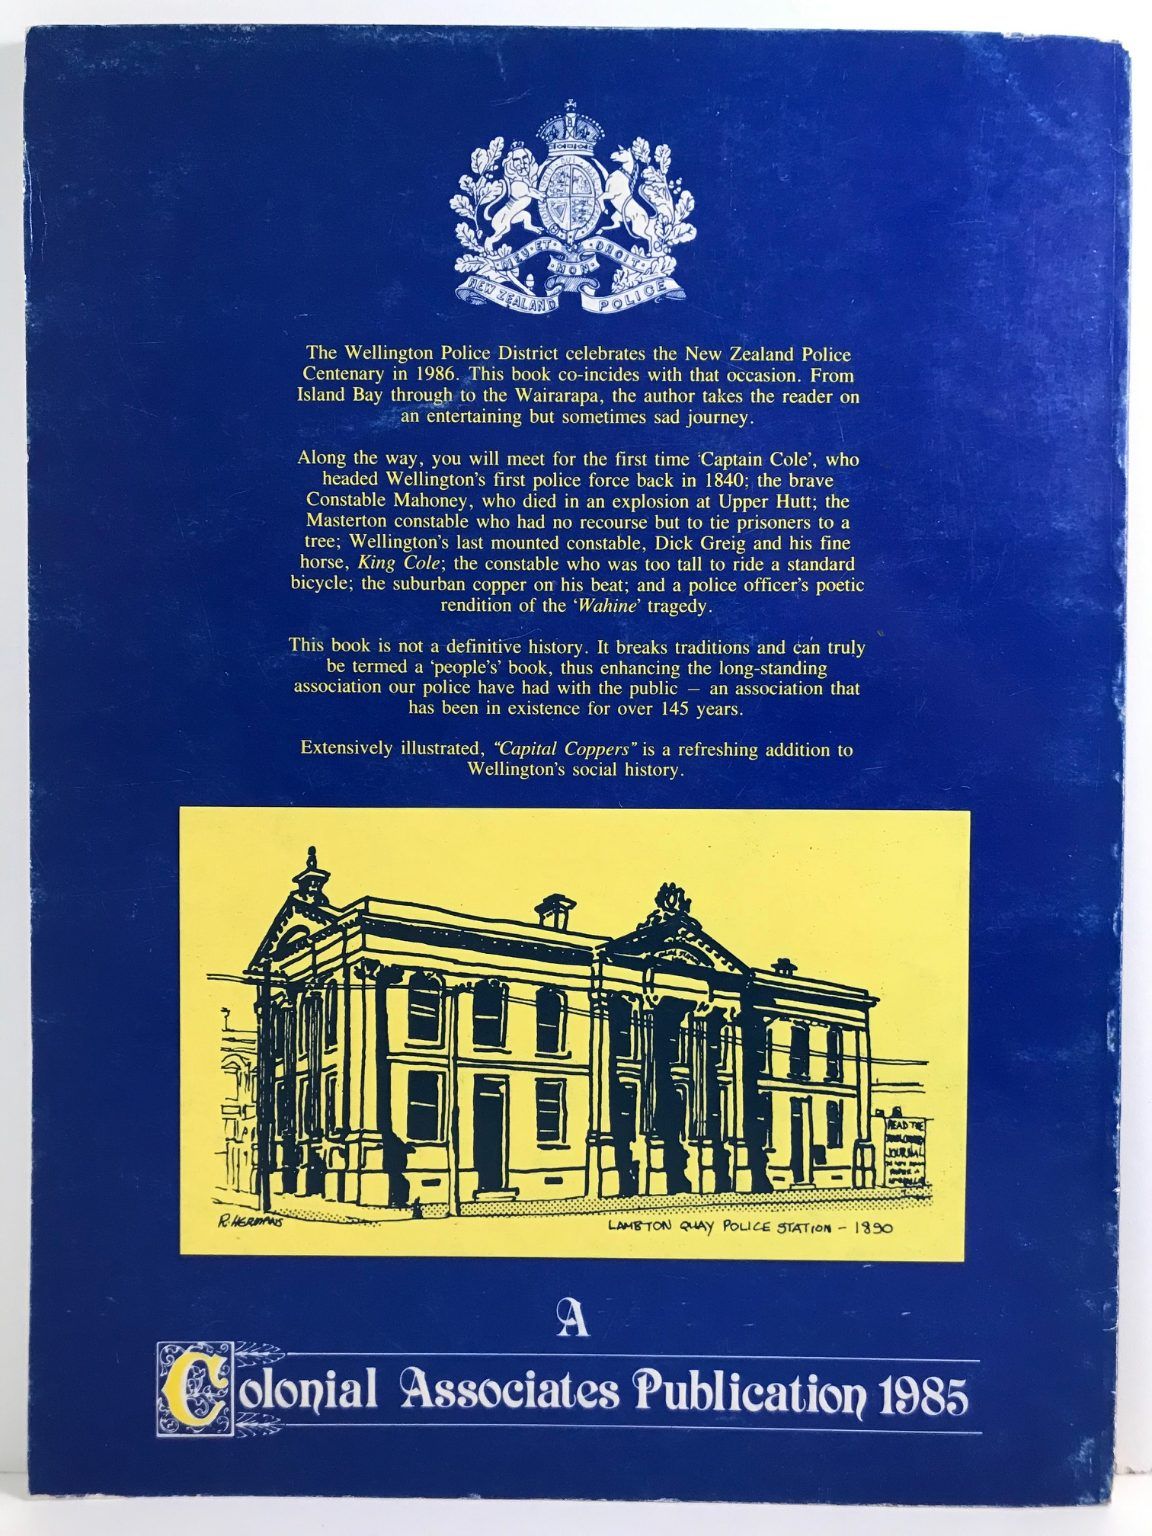 MEU·ET· ·DROIT·
·MON·
NEW ZEALAND POLICE
The Wellington Police District celebrates the New Zealand Police
Centenary in 1986. This book co-incides with that occasion. From
Island Bay through to the Wairarapa, the author takes the reader on
an entertaining but sometimes sad journey.
Along the way, you will meet for the first time ‘Captain Cole’, who
headed Wellington’s first police force back in 1840; the brave
Constable Mahoney, who died in an explosion at Upper Hutt; the
Masterton constable who had no recourse but to tie prisoners to a
tree; Wellington’s last mounted constable, Dick Greig and his fine
horse, King Cole; the constable who was too tall to ride a standard
bicycle; the suburban copper on his beat; and a police officer’s poetic
rendition of the ‘Wahine’ tragedy.
This book is not a definitive history. It breaks traditions and can truly
be termed a ‘people’s’ book, thus enhancing the long-standing
association our police have had with the public – an association that
has been in existence for over 145 years.
Extensively illustrated, “Capital Coppers” is a refreshing addition to
Wellington’s social history.
READ THE
JOURNAL
R. HERMANS
LAMBTON QUAY POLICE STATION - 1890
A
Colonial Associates Publication 1985